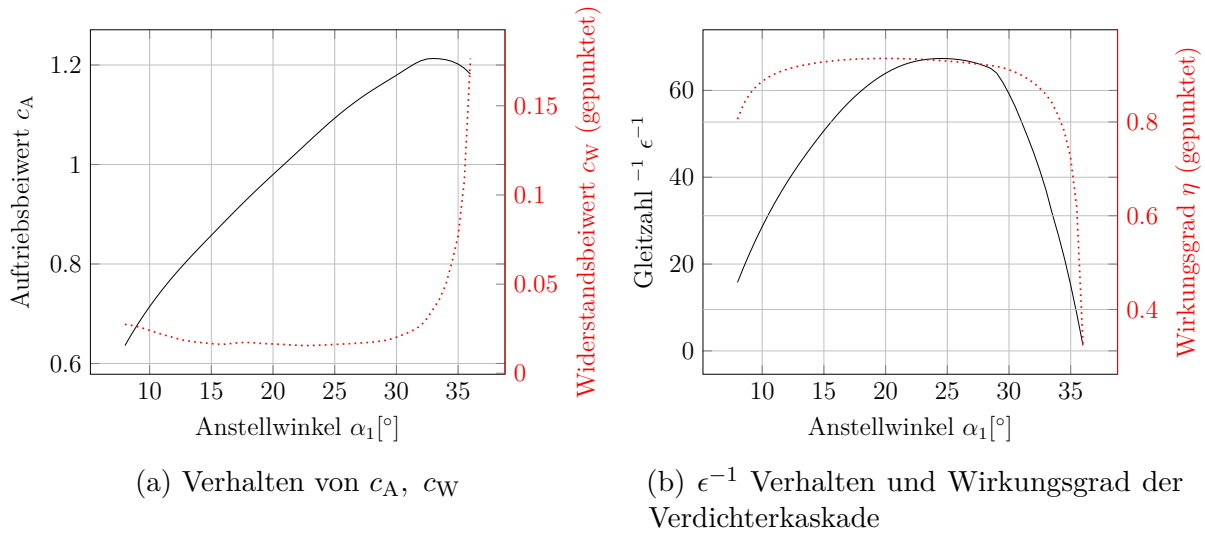 1.2
1
0.8
0.6
Auftriebsbeiwert c_A
0.15
0.1
0.05
0
Widerstandsbeiwert c_W (gepunktet)
10 15 20 25 30 35
Anstellwinkel α_1[°]
(a) Verhalten von c_A, c_W
60
40
20
0
Gleitzahl ^{-1} ϵ^{-1}
0.8
0.6
0.4
Wirkungsgrad η (gepunktet)
10 15 20 25 30 35
Anstellwinkel α_1[°]
(b) ϵ^{-1} Verhalten und Wirkungsgrad der
Verdichterkaskade